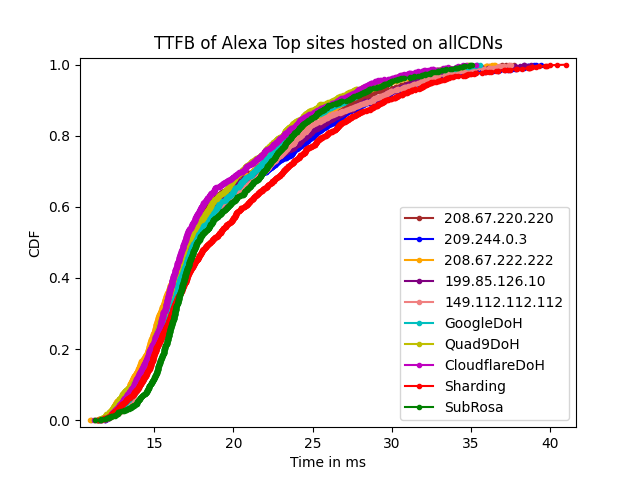 TTFB of Alexa Top sites hosted on allCDNs
1.0
0.8
0.6
0.4
0.2
0.0
CDF
208.67.220.220
209.244.0.3
208.67.222.222
199.85.126.10
149.112.112.112
GoogleDoH
Quad9DoH
CloudflareDoH
Sharding
SubRosa
15 20 25 30 35 40
Time in ms